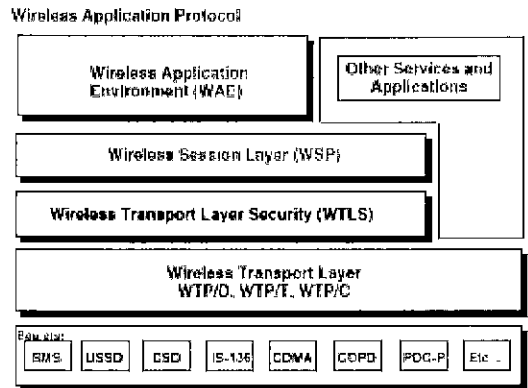 Wireless Application Protocol
Wireless Application
Environment (WAE)
Other Services and
Applications
Wireless Session Layer (WSP)
Wireless Transport Layer Security (WTLS)
Wireless Transport Layer
WTP/D, WTP/T, WTP/C
Bearers:
SMS USSD CSD IS-136 CDMA CDPD PDC-P Etc ..